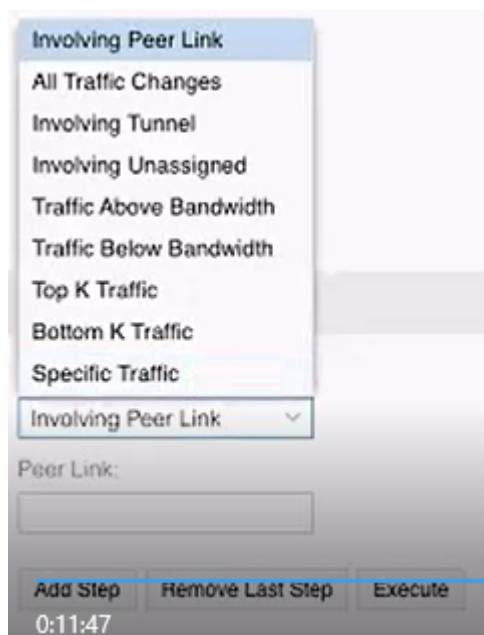 Involving Peer Link
All Traffic Changes
Involving Tunnel
Involving Unassigned
Traffic Above Bandwidth
Traffic Below Bandwidth
Top K Traffic
Bottom K Traffic
Specific Traffic
Involving Peer Link
Peer Link:
Add Step Remove Last Step Execute
0:11:47